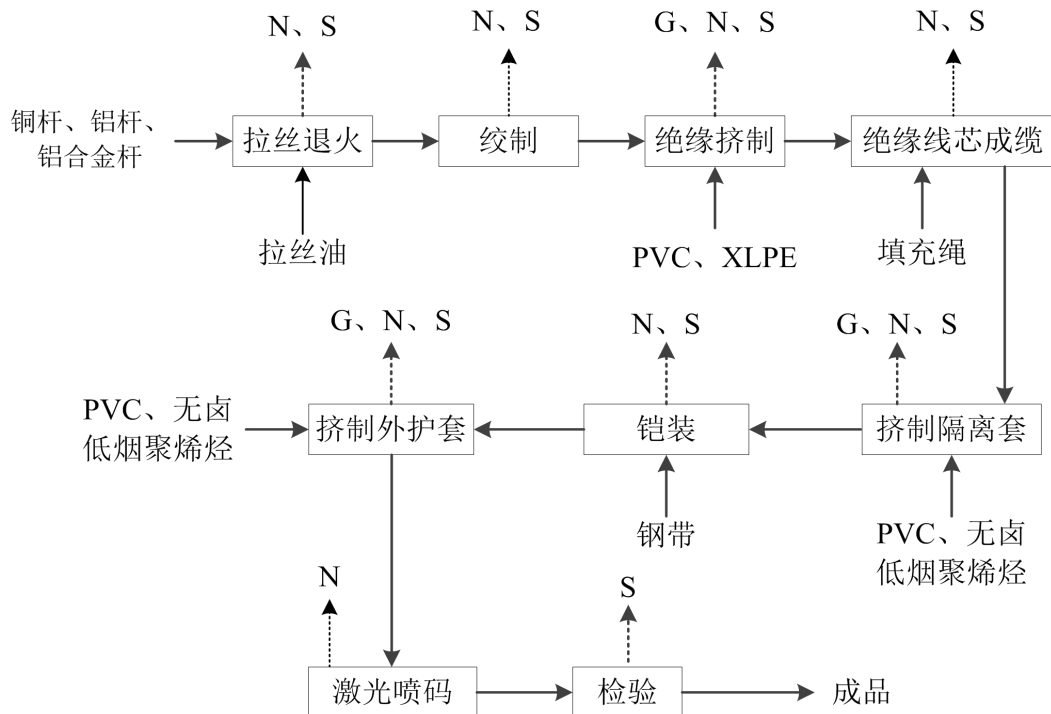 N、S
N、S
G、N、S
N、S
铜杆、铝杆、
铝合金杆
拉丝退火
绞制
绝缘挤制
绝缘线芯成缆
拉丝油
PVC、XLPE
填充绳
G、N、S
N、S
G、N、S
PVC、无卤
低烟聚烯烃
挤制外护套
铠装
挤制隔离套
钢带
PVC、无卤
低烟聚烯烃
N
S
激光喷码
检验
成品